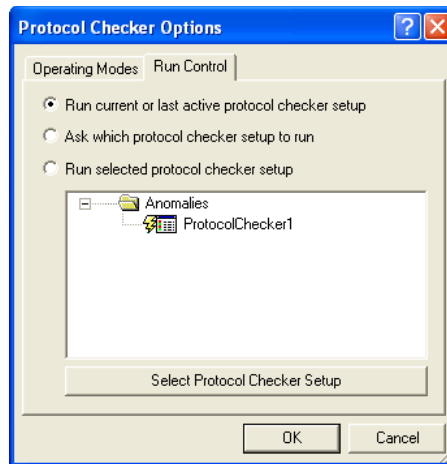 Protocol Checker Options
Operating Modes Run Control
Run current or last active protocol checker setup
Ask which protocol checker setup to run
Run selected protocol checker setup
Anomalies
ProtocolChecker1
Select Protocol Checker Setup
OK Cancel